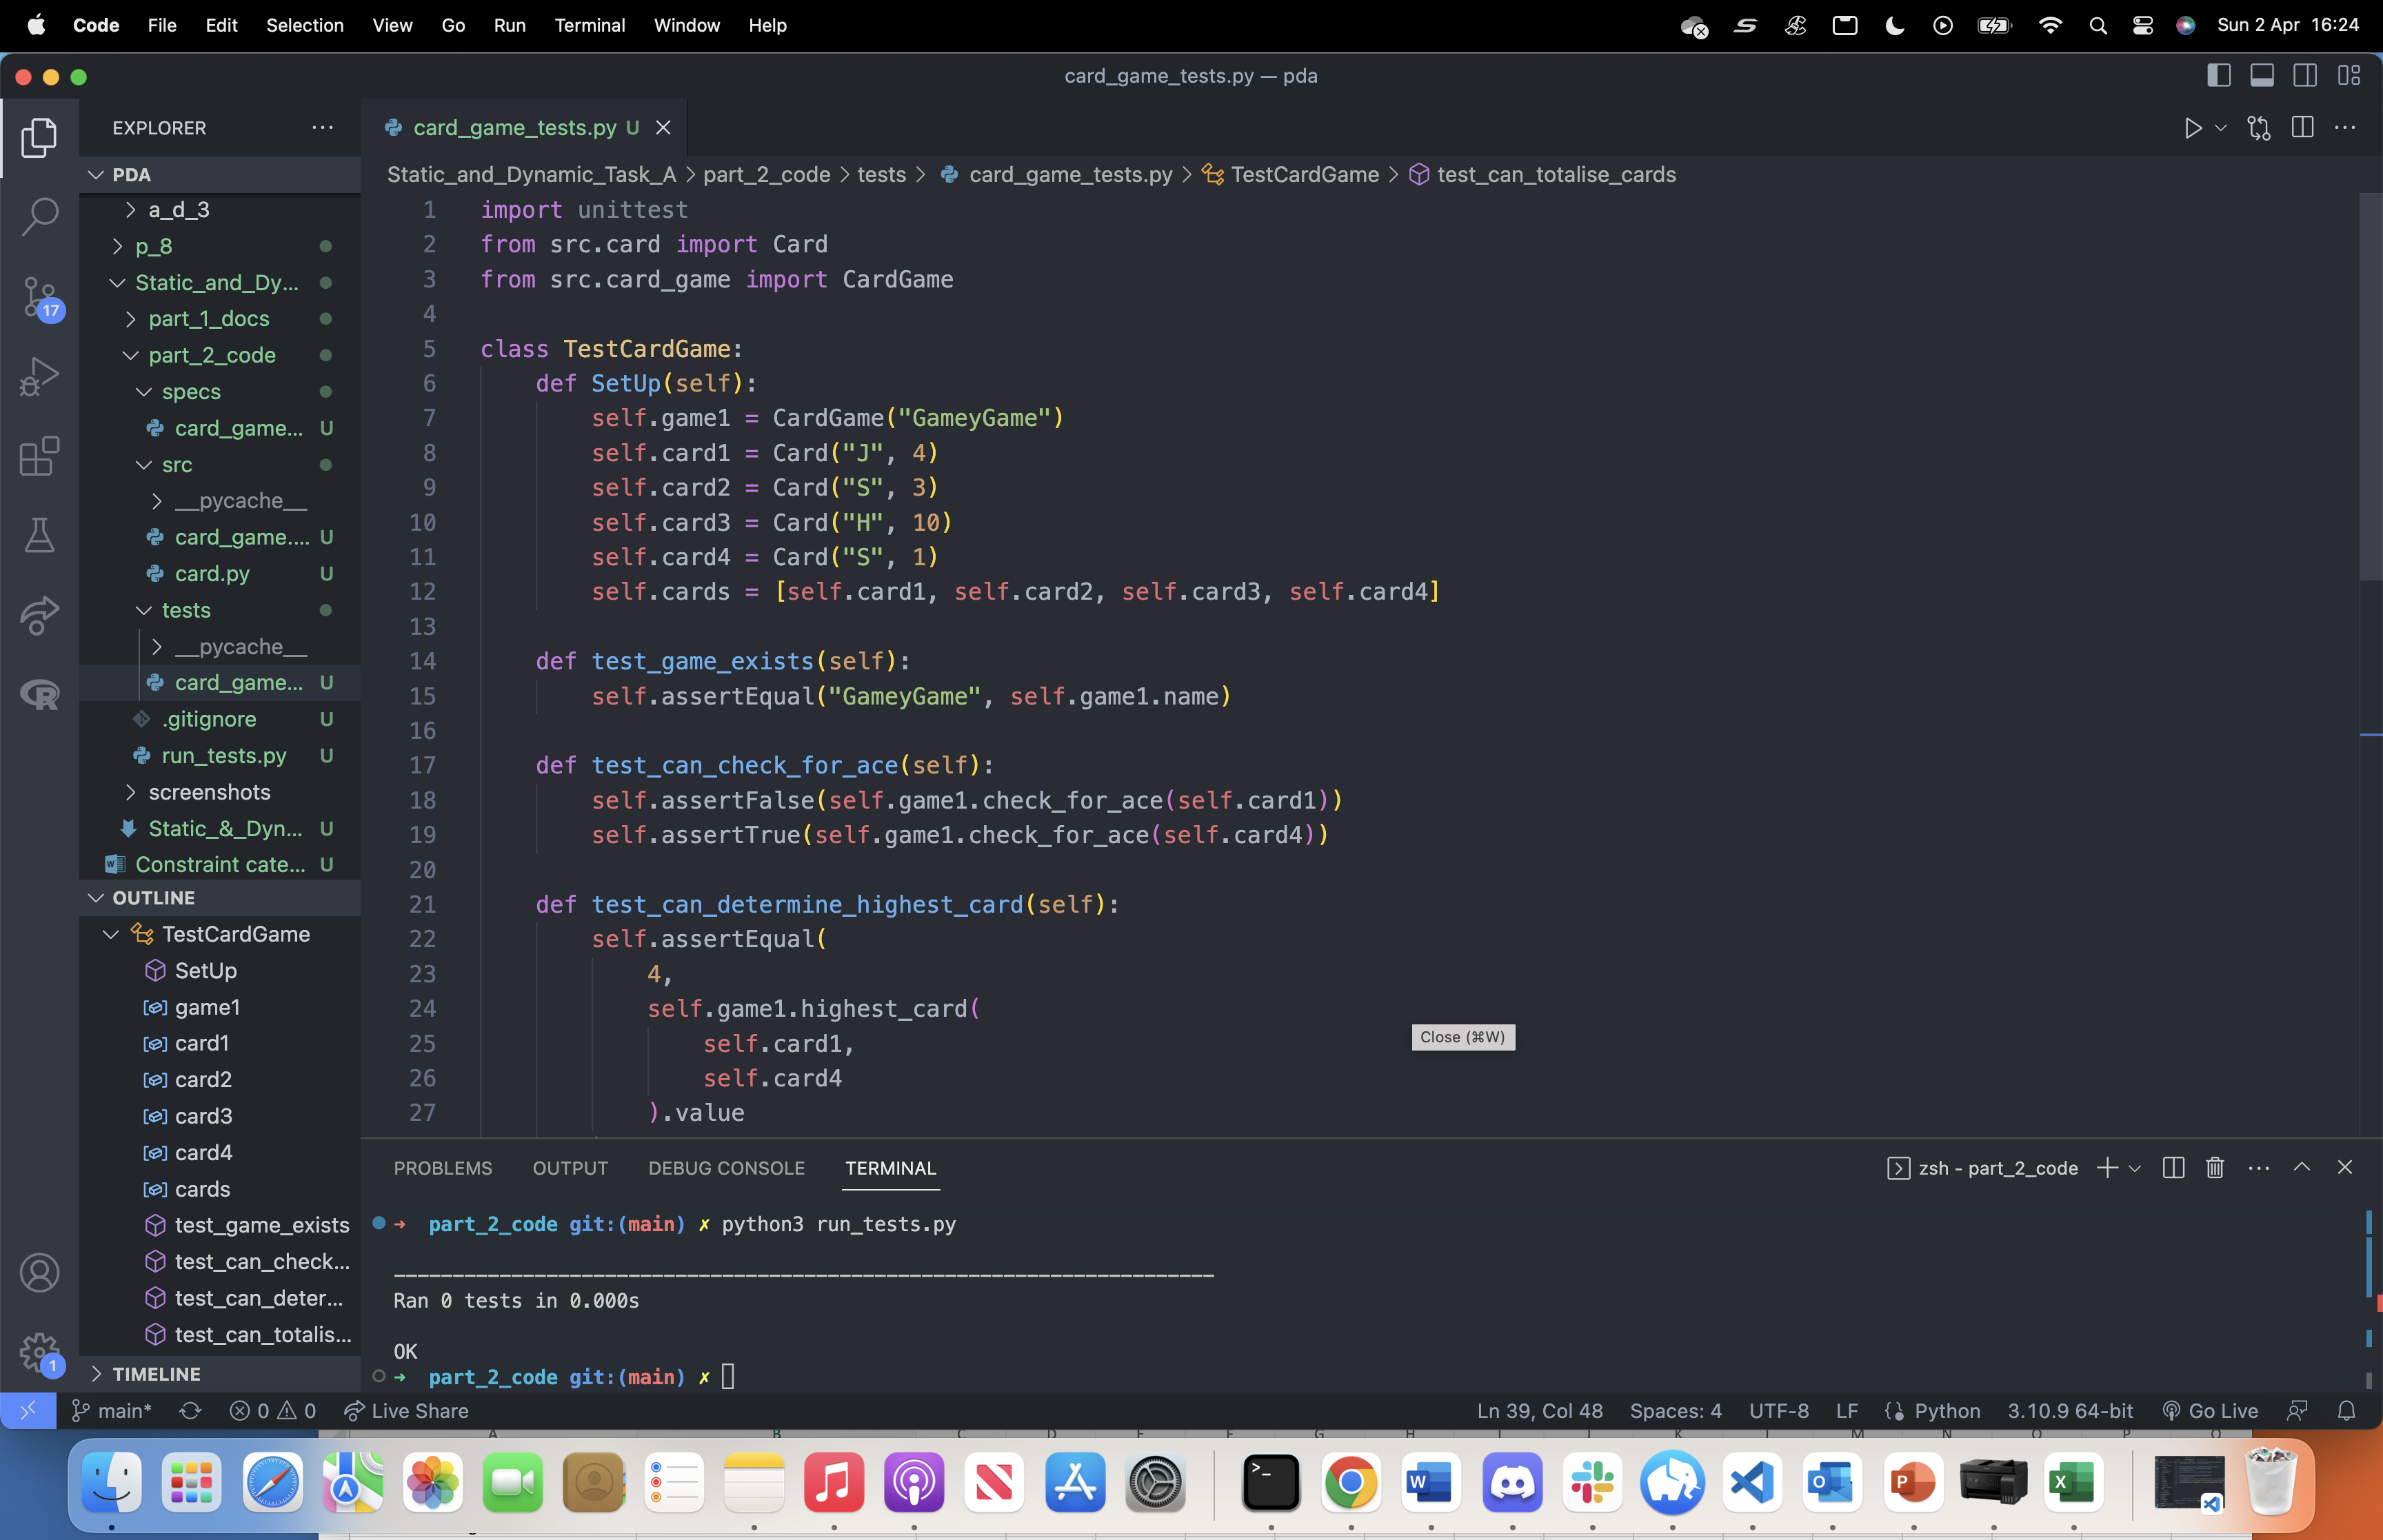 Code File Edit Selection View Go Run Terminal Window Help Sun 2 Apr 16:24
card_game_tests.py — pda
EXPLORER
card_game_tests.py U
PDA
Static_and_Dynamic_Task_A > part_2_code > tests > card_game_tests.py > TestCardGame > test_can_totalise_cards
a_d_3
p_8
Static_and_Dy...
part_1_docs
part_2_code
specs
card_game... U
src
__pycache__
card_game.... U
card.py U
tests
__pycache__
card_game... U
.gitignore U
run_tests.py U
screenshots
Static_&_Dyn... U
Constraint cate... U
OUTLINE
TestCardGame
SetUp
game1
card1
card2
card3
card4
cards
test_game_exists
test_can_check...
test_can_deter...
test_can_totalis...
TIMELINE
17
1
1 import unittest
2 from src.card import Card
3 from src.card_game import CardGame
4
5 class TestCardGame:
6 def SetUp(self):
7 self.game1 = CardGame("GameyGame")
8 self.card1 = Card("J", 4)
9 self.card2 = Card("S", 3)
10 self.card3 = Card("H", 10)
11 self.card4 = Card("S", 1)
12 self.cards = [self.card1, self.card2, self.card3, self.card4]
13
14 def test_game_exists(self):
15 self.assertEqual("GameyGame", self.game1.name)
16
17 def test_can_check_for_ace(self):
18 self.assertFalse(self.game1.check_for_ace(self.card1))
19 self.assertTrue(self.game1.check_for_ace(self.card4))
20
21 def test_can_determine_highest_card(self):
22 self.assertEqual(
23 4,
24 self.game1.highest_card(
25 self.card1,
26 self.card4
27 ).value
Close (⌘W)
PROBLEMS OUTPUT DEBUG CONSOLE TERMINAL zsh - part_2_code
→ part_2_code git:(main) ✗ python3 run_tests.py
----------------------------------------------------------------------
Ran 0 tests in 0.000s
OK
→ part_2_code git:(main) ✗
main* 0 0 Live Share Ln 39, Col 48 Spaces: 4 UTF-8 LF Python 3.10.9 64-bit Go Live